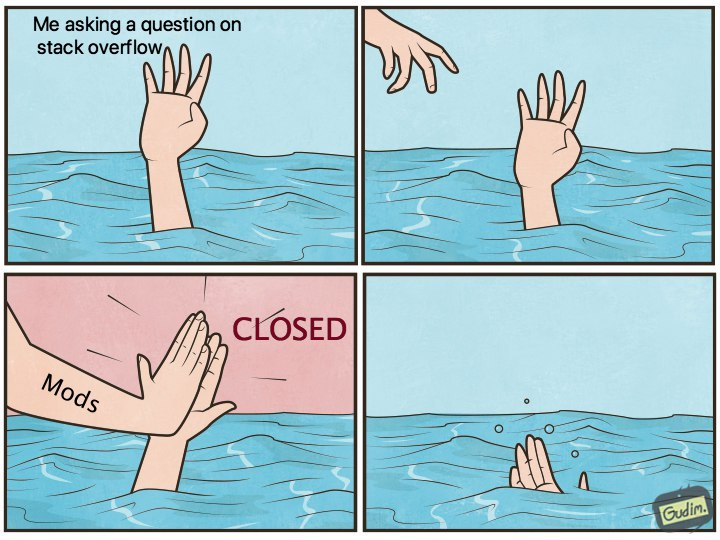 Me asking a question on
stack overflow
CLOSED
Mods
Gudim.